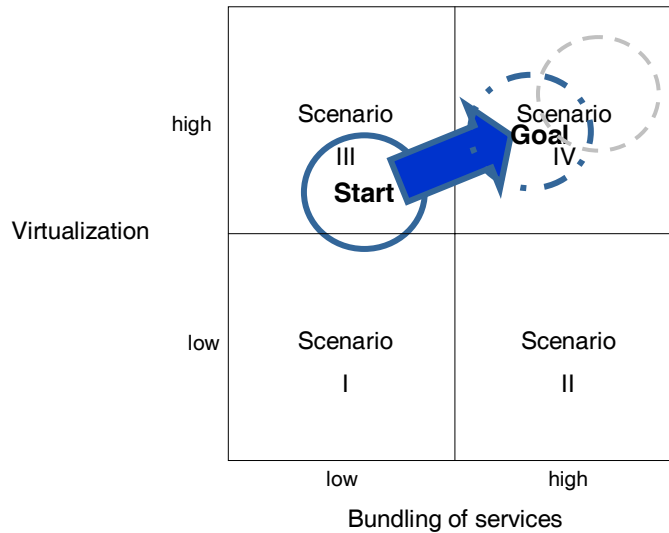 Scenario
III
Start
Scenario
Goal
IV
high
Virtualization
low
Scenario
I
Scenario
II
low
high
Bundling of services